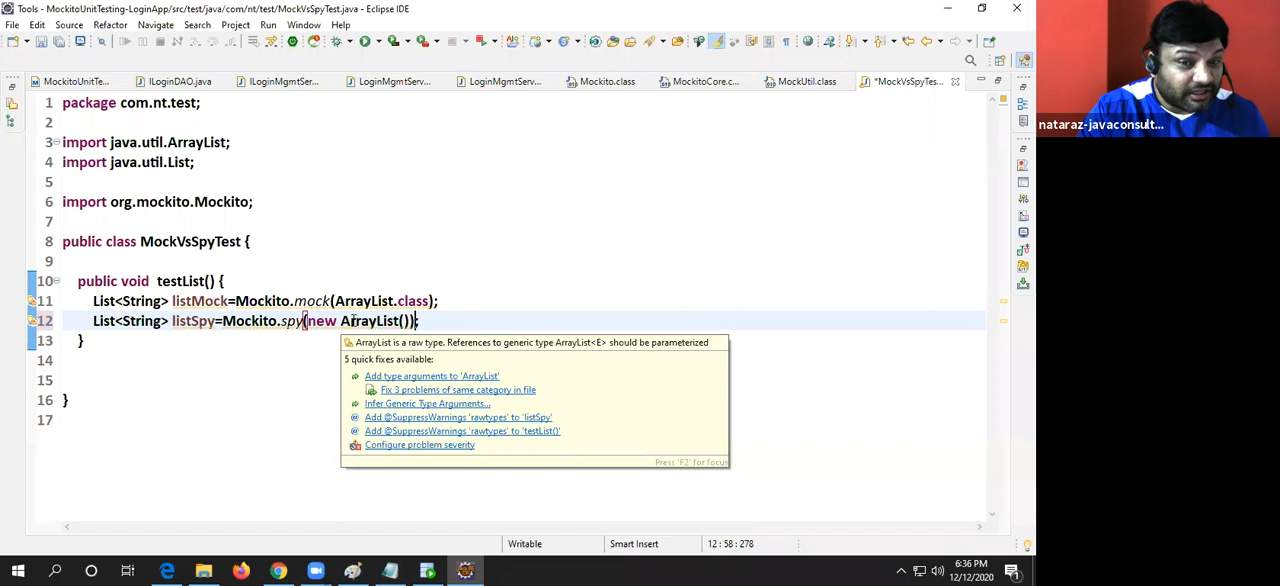 Tools - MockitoUnitTesting-LoginApp/src/test/java/com/nt/test/MockVsSpyTest.java - Eclipse IDE
File Edit Source Refactor Navigate Search Project Run Window Help
MockitoUnitTe... ILoginDAO.java ILoginMgmtSer... LoginMgmtServ... LoginMgmtServ... Mockito.class MockitoCore.c... MockUtil.class *MockVsSpyTes...
nataraz-javaconsult...
1 package com.nt.test;
2
3 import java.util.ArrayList;
4 import java.util.List;
5
6 import org.mockito.Mockito;
7
8 public class MockVsSpyTest {
9
10 public void testList() {
11 List<String> listMock=Mockito.mock(ArrayList.class);
12 List<String> listSpy=Mockito.spy(new ArrayList());
13 }
14
15
16 }
17
ArrayList is a raw type. References to generic type ArrayList<E> should be parameterized
5 quick fixes available:
Add type arguments to 'ArrayList'
Fix 3 problems of same category in file
Infer Generic Type Arguments...
Add @SuppressWarnings 'rawtypes' to 'listSpy'
Add @SuppressWarnings 'rawtypes' to 'testList()'
Configure problem severity
Press 'F2' for focus
Writable Smart Insert 12 : 58 : 278
6:36 PM
12/12/2020